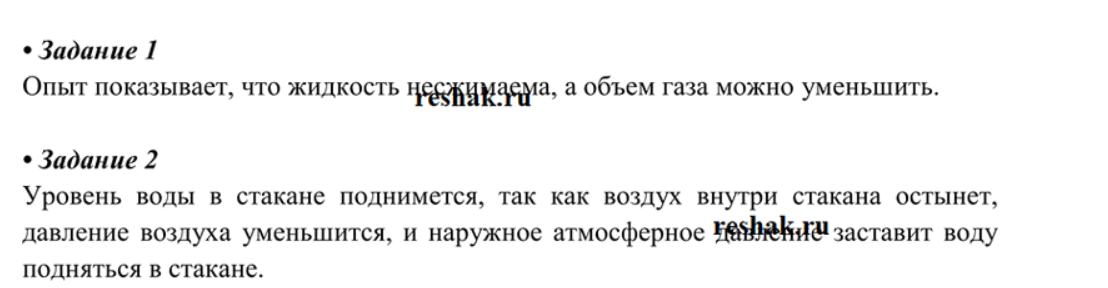 • Задание 1
Опыт показывает, что жидкость несжимаема, а объем газа можно уменьшить.
reshak.ru
• Задание 2
Уровень воды в стакане поднимется, так как воздух внутри стакана остынет,
давление воздуха уменьшится, и наружное атмосферное давление заставит воду
reshak.ru
подняться в стакане.